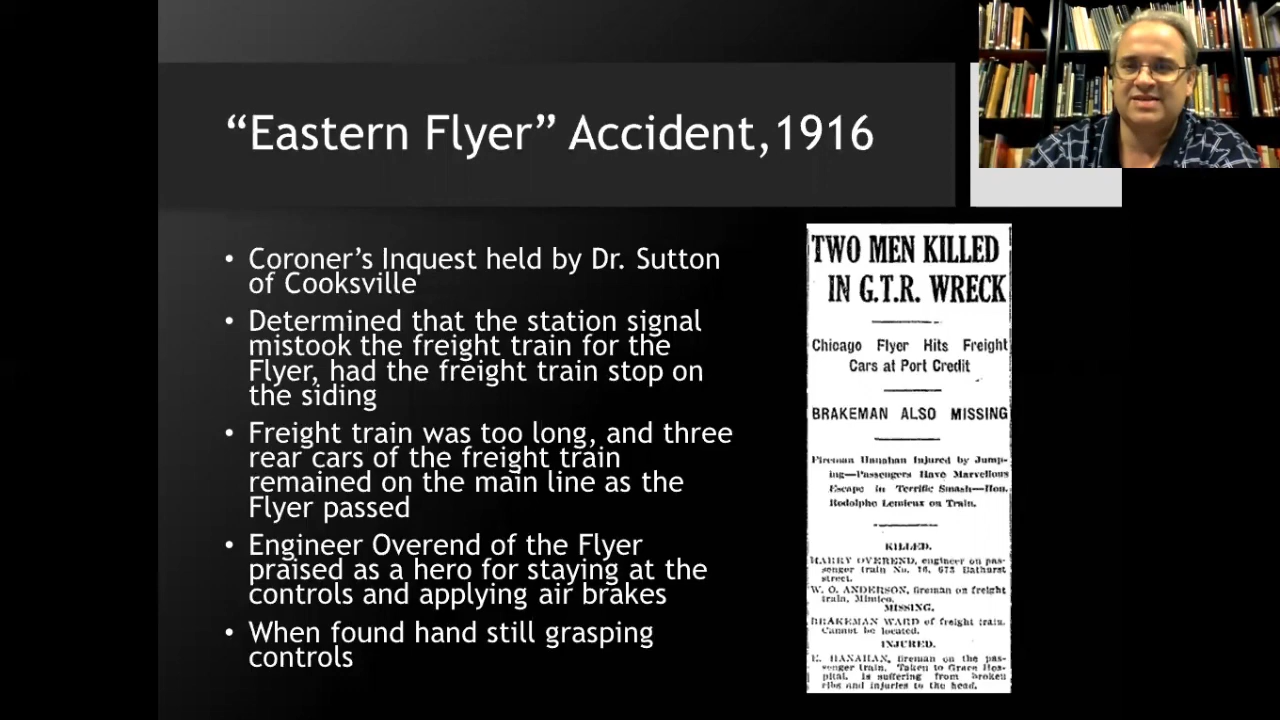 “Eastern Flyer” Accident,1916
• Coroner’s Inquest held by Dr. Sutton
of Cooksville
• Determined that the station signal
mistook the freight train for the
Flyer, had the freight train stop on
the siding
• Freight train was too long, and three
rear cars of the freight train
remained on the main line as the
Flyer passed
• Engineer Overend of the Flyer
praised as a hero for staying at the
controls and applying air brakes
• When found hand still grasping
controls
TWO MEN KILLED
IN G.T.R. WRECK
Chicago Flyer Hits Freight
Cars at Port Credit
BRAKEMAN ALSO MISSING
Fireman Hanahan Injured by Jump-
ing—Passengers Have Marvellous
Escape in Terrific Smash—Hon.
Rodolphe Lemieux on Train.
KILLED.
HARRY OVEREND, engineer on pas-
senger train No. 16, 673 Bathurst
street.
W. O. ANDERSON, fireman on freight
train, Mimico.
MISSING.
BRAKEMAN WARD of freight train.
Cannot be located.
INJURED.
E. HANAHAN, fireman on the pas-
senger train. Taken to Grace Hos-
pital. Is suffering from broken
ribs and injuries to the head.